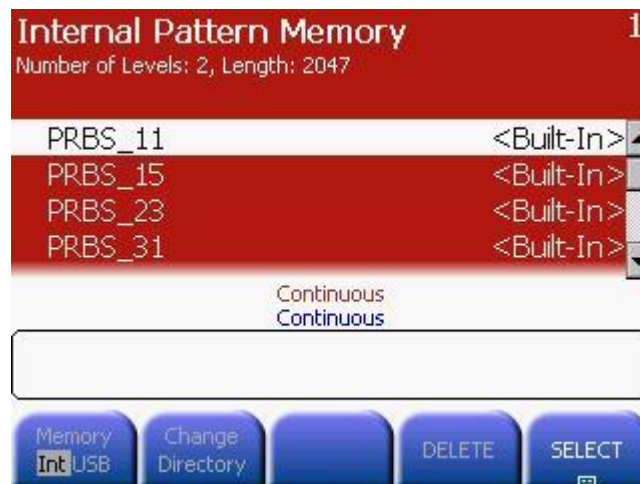 Internal Pattern Memory 1
Number of Levels: 2, Length: 2047
PRBS_11 <Built-In>
PRBS_15 <Built-In>
PRBS_23 <Built-In>
PRBS_31 <Built-In>
Continuous
Continuous
Memory
Int USB
Change
Directory
DELETE
SELECT